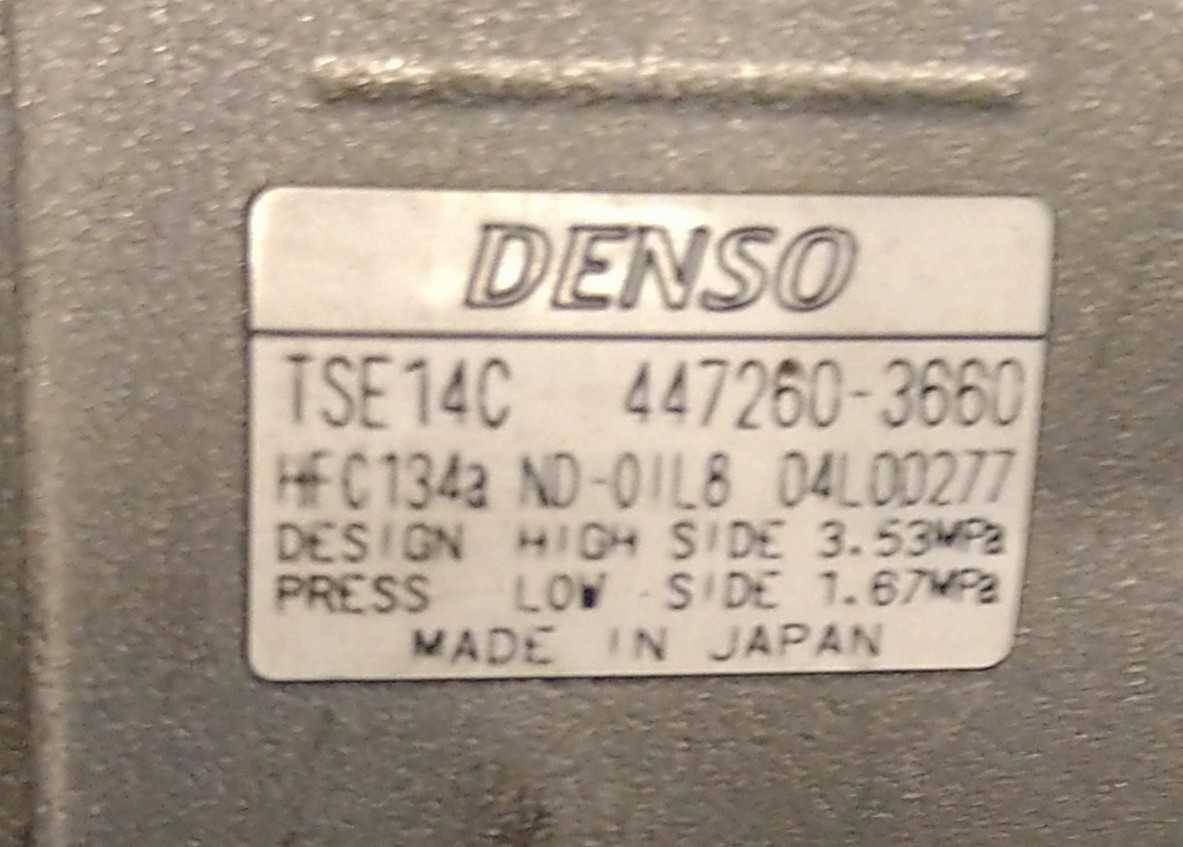 DENSO
TSE14C 447260-3660
HFC134a ND-OIL8 04L00277
DESIGN HIGH SIDE 3.53MPa
PRESS LOW SIDE 1.67MPa
MADE IN JAPAN